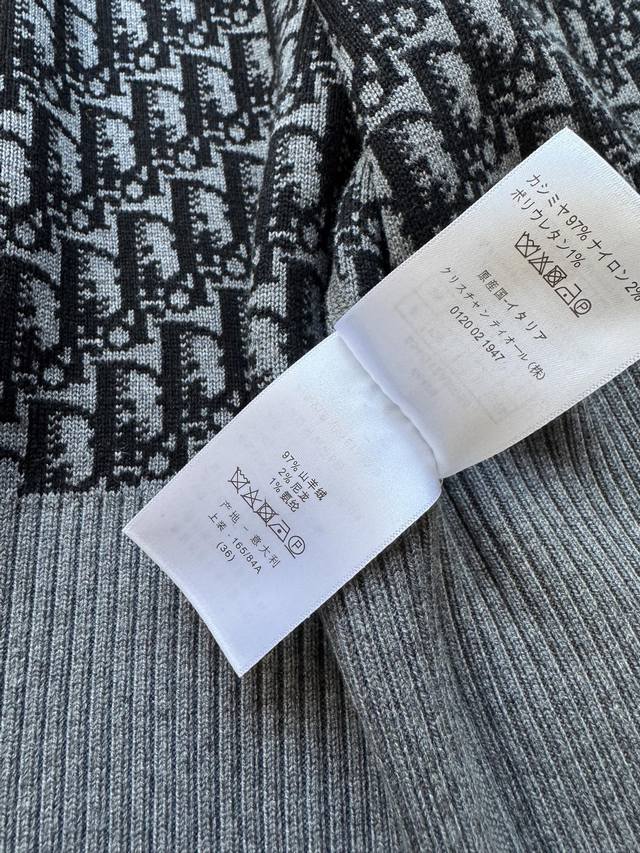 カシミヤ 97% ナイロン 2%
ポリウレタン1%
原産国-イタリア
クリスチャン ディオール (株)
0120 02 1947
97% 山羊绒
2% 尼龙
1% 氨纶
P
产地 - 意大利
上装 : 165/84A
(36)